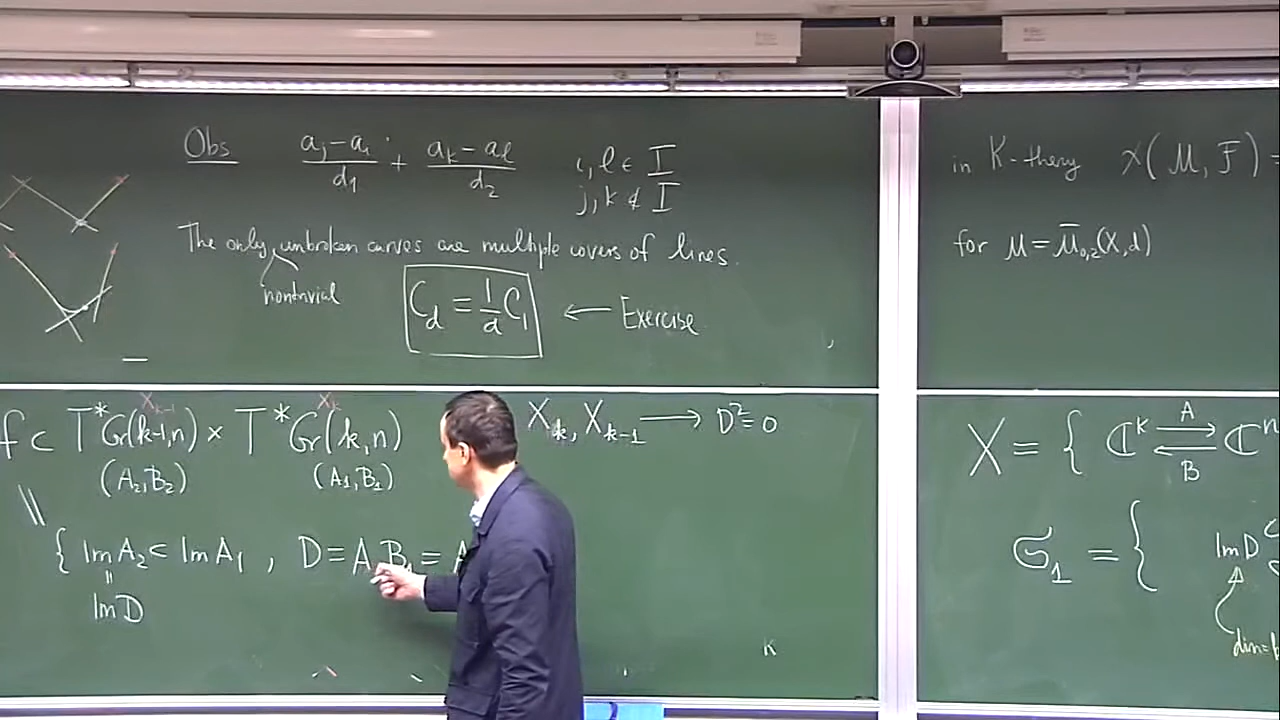 Obs (a_j - a_i)/d_1 + (a_k - a_ℓ)/d_2 i, ℓ ∈ I
j, k ∉ I
The only unbroken curves are multiple covers of lines.
nontrivial
C_d = 1/d C_1 ← Exercise
f ⊂ T*Gr(k-1,n) × T*Gr(k,n)
X_{k-1} X_k
(A_2, B_2) (A_1, B_1)
X_k, X_{k-1} → D^2=0
||
{ Im A_2 ⊂ Im A_1 , D = A B_1 = A
||
Im D
K
in K-theory χ(M, F) =
for M = M̄_{0,2}(X, d)
X = { ℂ^k ⇄ ℂ^n
A
B
G_1 = { Im D
dim=